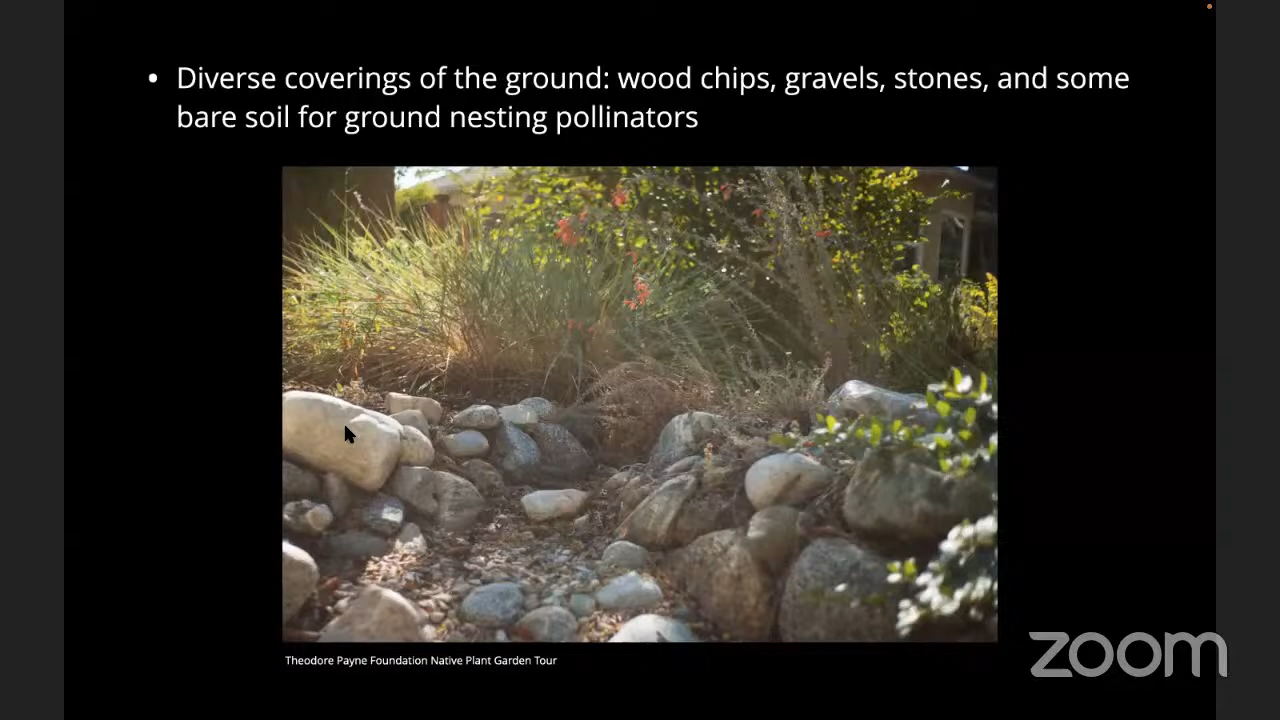 • Diverse coverings of the ground: wood chips, gravels, stones, and some
bare soil for ground nesting pollinators
Theodore Payne Foundation Native Plant Garden Tour
zoom